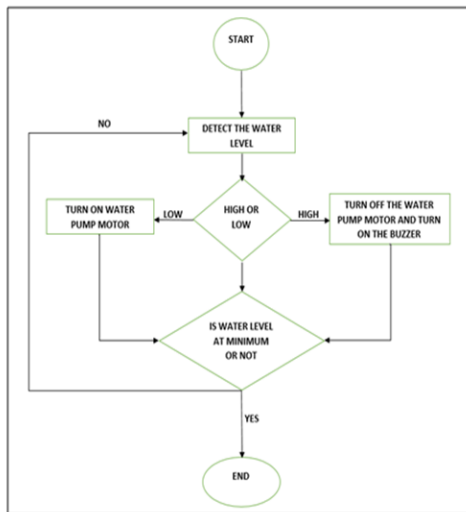 START
NO
DETECT THE WATER
LEVEL
TURN ON WATER
PUMP MOTOR
LOW
HIGH OR
LOW
HIGH
TURN OFF THE WATER
PUMP MOTOR AND TURN
ON THE BUZZER
IS WATER LEVEL
AT MINIMUM
OR NOT
YES
END